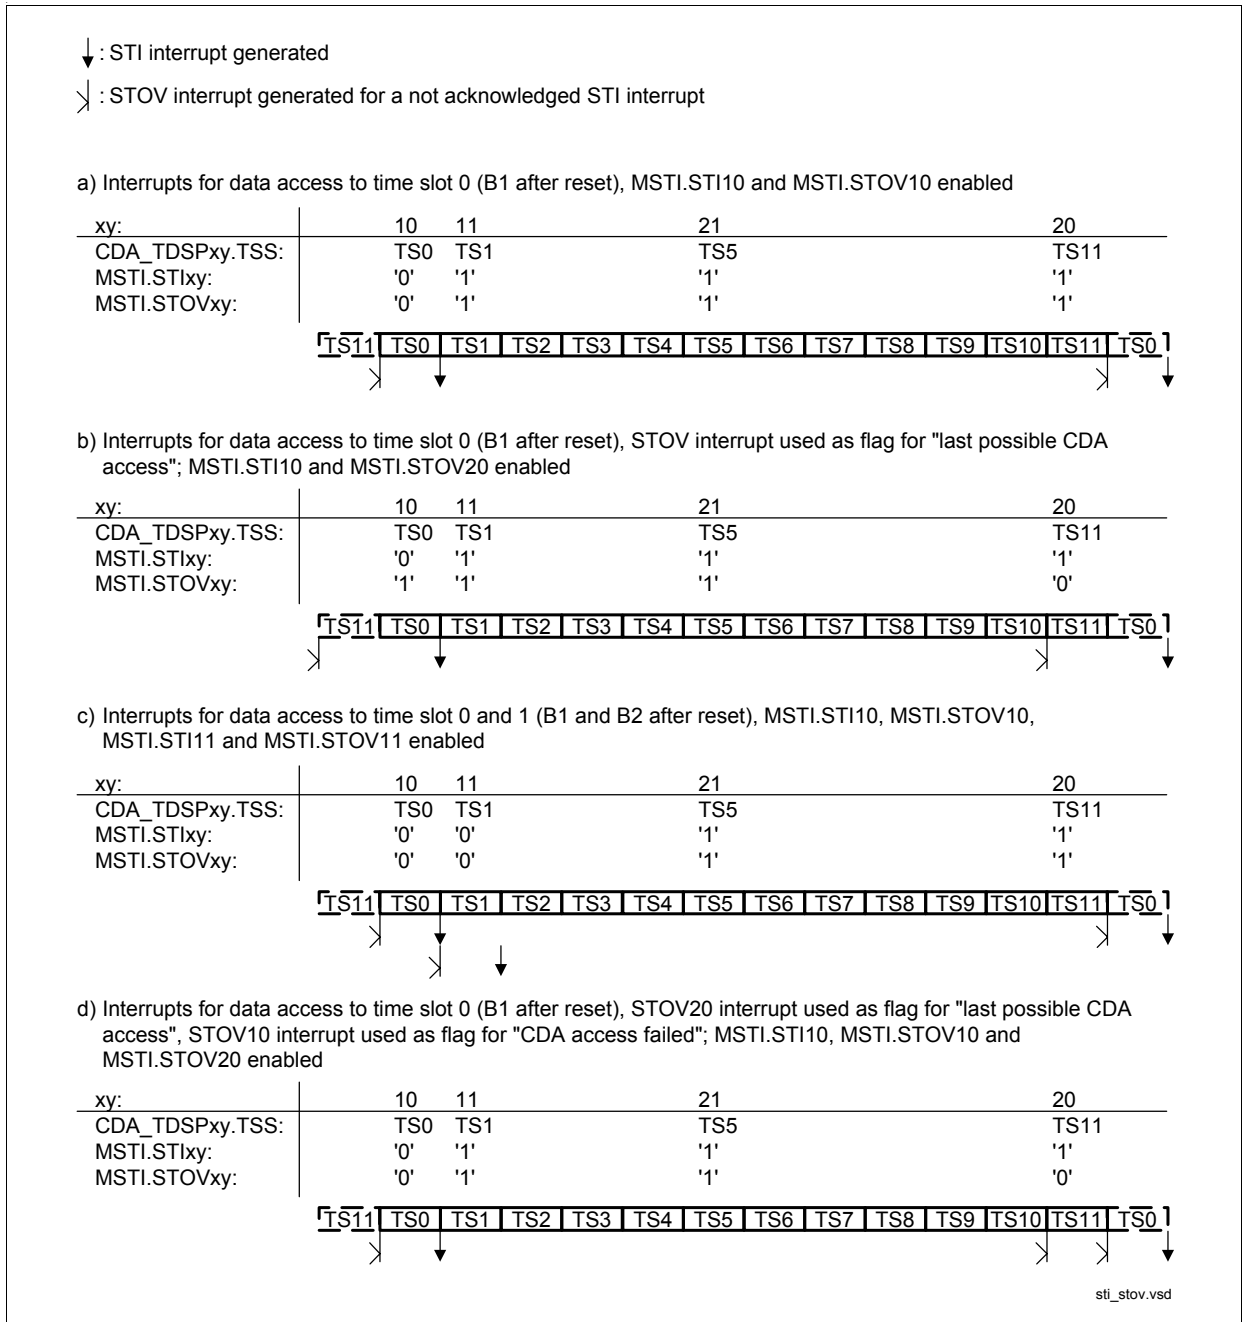 : STI interrupt generated
: STOV interrupt generated for a not acknowledged STI interrupt
a) Interrupts for data access to time slot 0 (B1 after reset), MSTI.STI10 and MSTI.STOV10 enabled
xy: 10 11 21 20
CDA_TDSPxy.TSS: TS0 TS1 TS5 TS11
MSTI.STIxy: '0' '1' '1' '1'
MSTI.STOVxy: '0' '1' '1' '1'
TS11 TS0 TS1 TS2 TS3 TS4 TS5 TS6 TS7 TS8 TS9 TS10 TS11 TS0
b) Interrupts for data access to time slot 0 (B1 after reset), STOV interrupt used as flag for "last possible CDA
access"; MSTI.STI10 and MSTI.STOV20 enabled
xy: 10 11 21 20
CDA_TDSPxy.TSS: TS0 TS1 TS5 TS11
MSTI.STIxy: '0' '1' '1' '1'
MSTI.STOVxy: '1' '1' '1' '0'
TS11 TS0 TS1 TS2 TS3 TS4 TS5 TS6 TS7 TS8 TS9 TS10 TS11 TS0
c) Interrupts for data access to time slot 0 and 1 (B1 and B2 after reset), MSTI.STI10, MSTI.STOV10,
MSTI.STI11 and MSTI.STOV11 enabled
xy: 10 11 21 20
CDA_TDSPxy.TSS: TS0 TS1 TS5 TS11
MSTI.STIxy: '0' '0' '1' '1'
MSTI.STOVxy: '0' '0' '1' '1'
TS11 TS0 TS1 TS2 TS3 TS4 TS5 TS6 TS7 TS8 TS9 TS10 TS11 TS0
d) Interrupts for data access to time slot 0 (B1 after reset), STOV20 interrupt used as flag for "last possible CDA
access", STOV10 interrupt used as flag for "CDA access failed"; MSTI.STI10, MSTI.STOV10 and
MSTI.STOV20 enabled
xy: 10 11 21 20
CDA_TDSPxy.TSS: TS0 TS1 TS5 TS11
MSTI.STIxy: '0' '1' '1' '1'
MSTI.STOVxy: '0' '1' '1' '0'
TS11 TS0 TS1 TS2 TS3 TS4 TS5 TS6 TS7 TS8 TS9 TS10 TS11 TS0
sti_stov.vsd